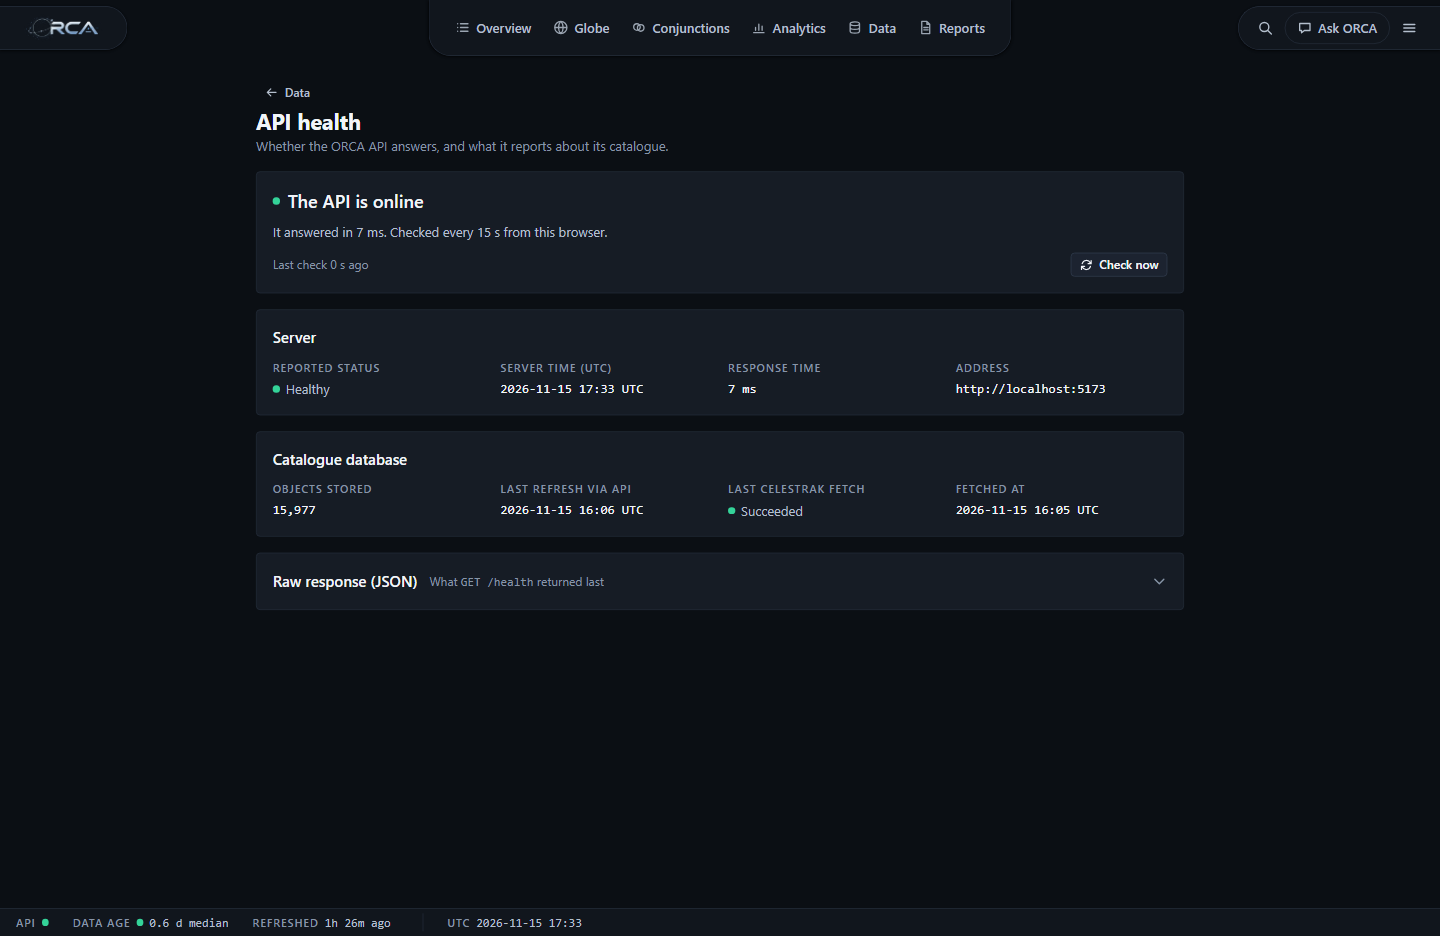 ORCA
Overview Globe Conjunctions Analytics Data Reports
Ask ORCA
Data
API health
Whether the ORCA API answers, and what it reports about its catalogue.
The API is online
It answered in 7 ms. Checked every 15 s from this browser.
Last check 0 s ago
Check now
Server
REPORTED STATUS SERVER TIME (UTC) RESPONSE TIME ADDRESS
Healthy 2026-11-15 17:33 UTC 7 ms http://localhost:5173
Catalogue database
OBJECTS STORED LAST REFRESH VIA API LAST CELESTRAK FETCH FETCHED AT
15,977 2026-11-15 16:06 UTC Succeeded 2026-11-15 16:05 UTC
Raw response (JSON) What GET /health returned last
API DATA AGE 0.6 d median REFRESHED 1h 26m ago UTC 2026-11-15 17:33